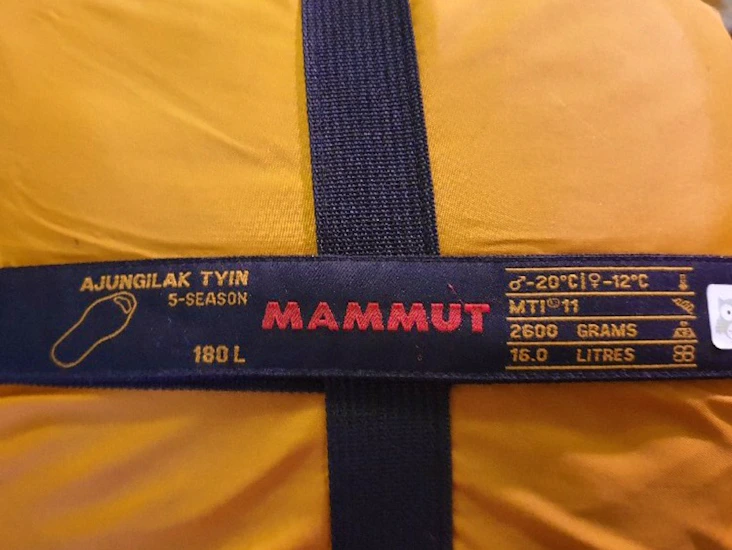 AJUNGILAK TYIN
5-SEASON
180 L
MAMMUT
♂-20°C|♀-12°C
MTI 11
2600 GRAMS
16.0 LITRES